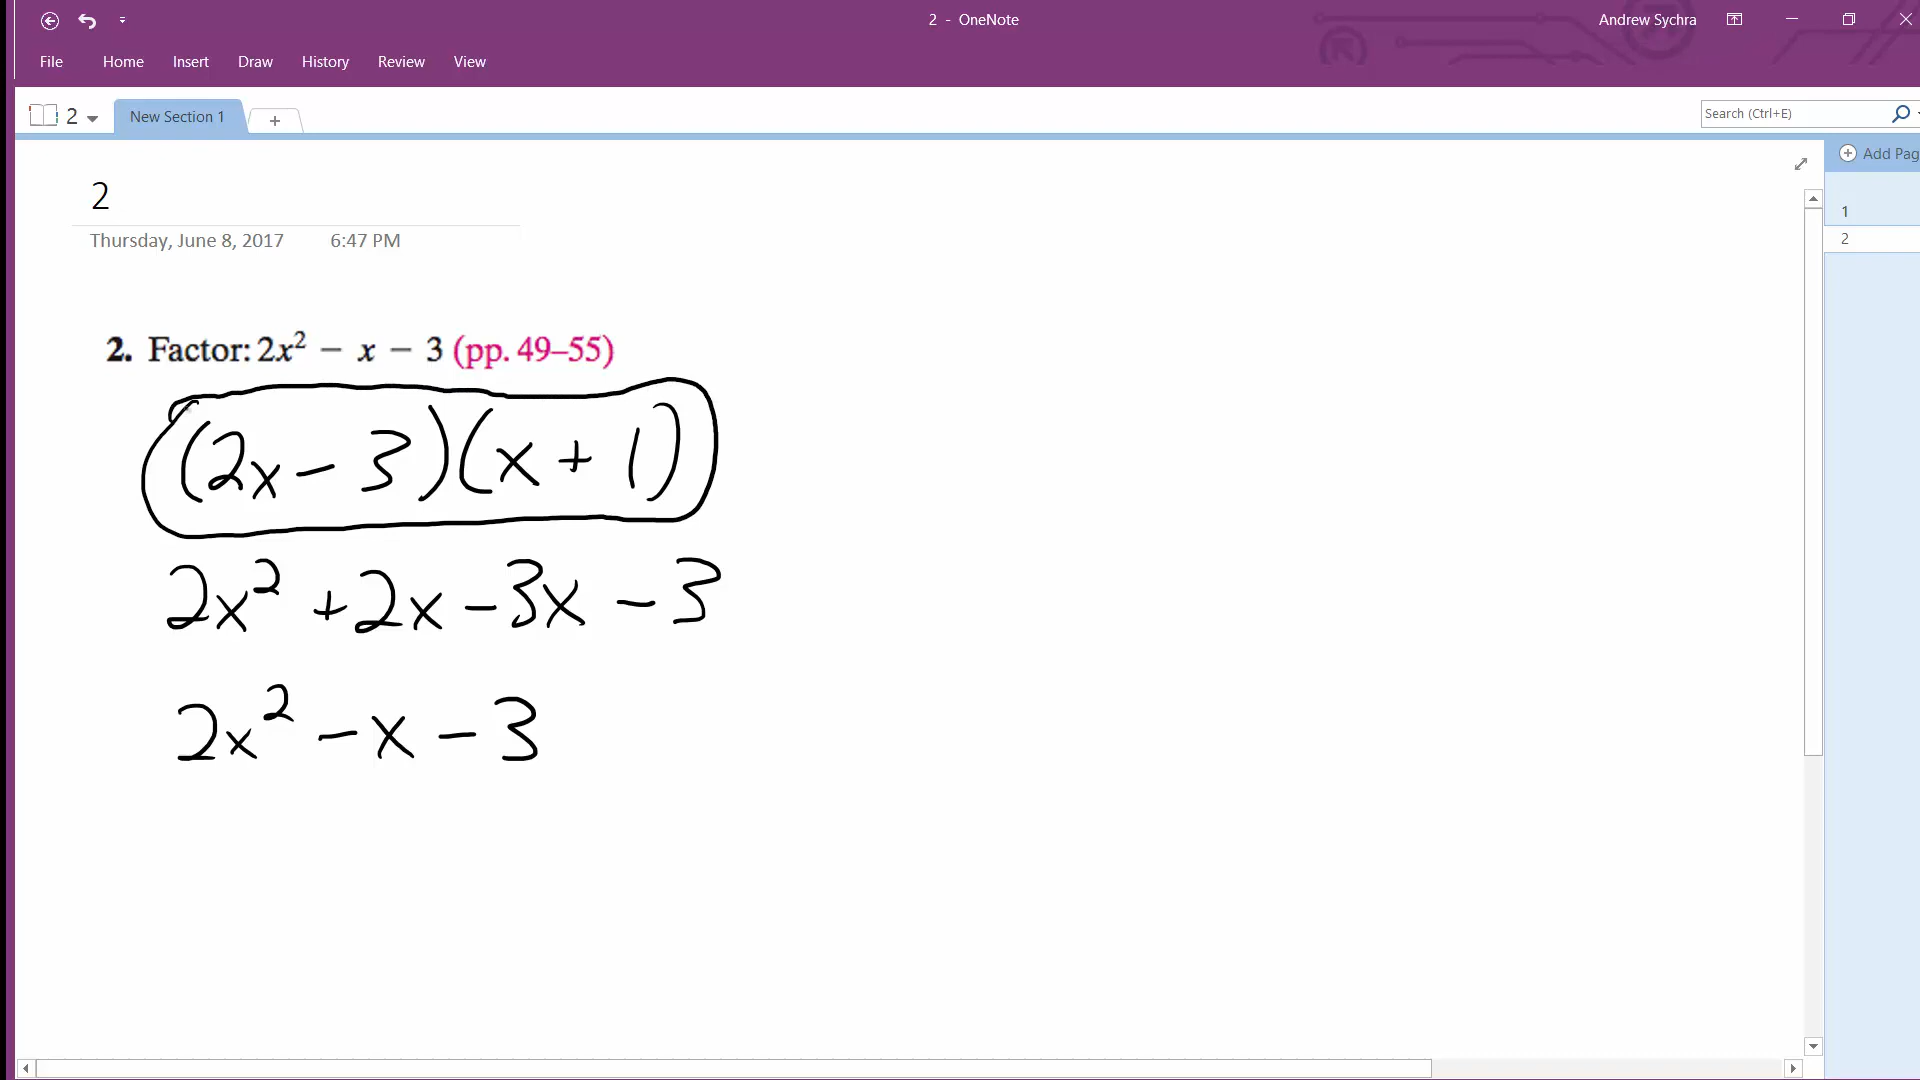 2 - OneNote
Andrew Sychra
File Home Insert Draw History Review View
2 New Section 1 +
Search (Ctrl+E)
Add Pag
2
Thursday, June 8, 2017 6:47 PM
1
2
2. Factor: 2x² − x − 3 (pp. 49–55)
(2x − 3)(x + 1)
2x² + 2x − 3x − 3
2x² − x − 3